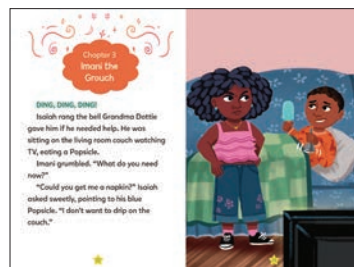 Chapter 3
Imani the
Grouch
DING, DING, DING!
Isaiah rang the bell Grandma Dottie
gave him if he needed help. He was
sitting on the living room couch watching
TV, eating a Popsicle.
Imani grumbled. “What do you need
now?”
“Could you get me a napkin?” Isaiah
asked sweetly, pointing to his blue
Popsicle. “I don’t want to drip on the
couch.”